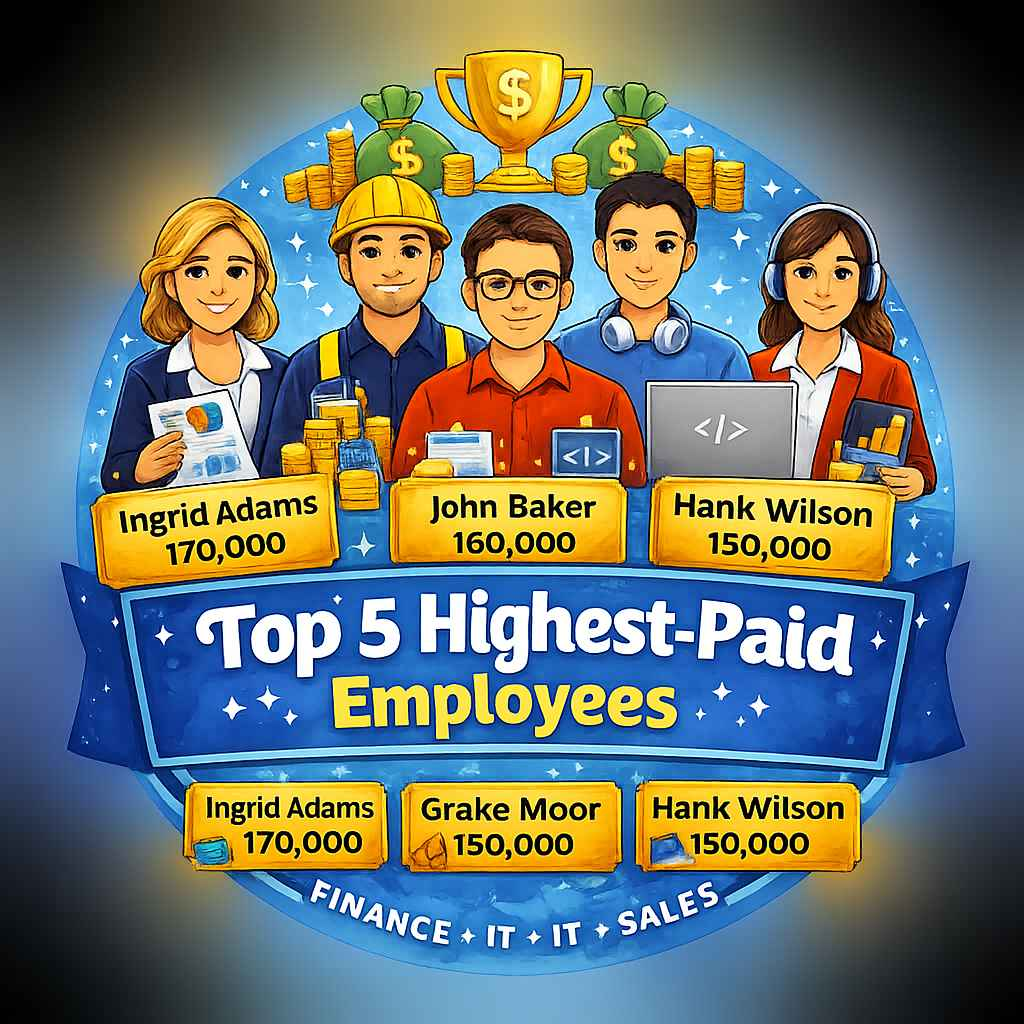 $
$
$
</>
</>
Ingrid Adams
170,000
John Baker
160,000
Hank Wilson
150,000
Top 5 Highest-Paid
Employees
Ingrid Adams
170,000
Grake Moor
150,000
Hank Wilson
150,000
FINANCE ✦ IT ✦ IT ✦ SALES